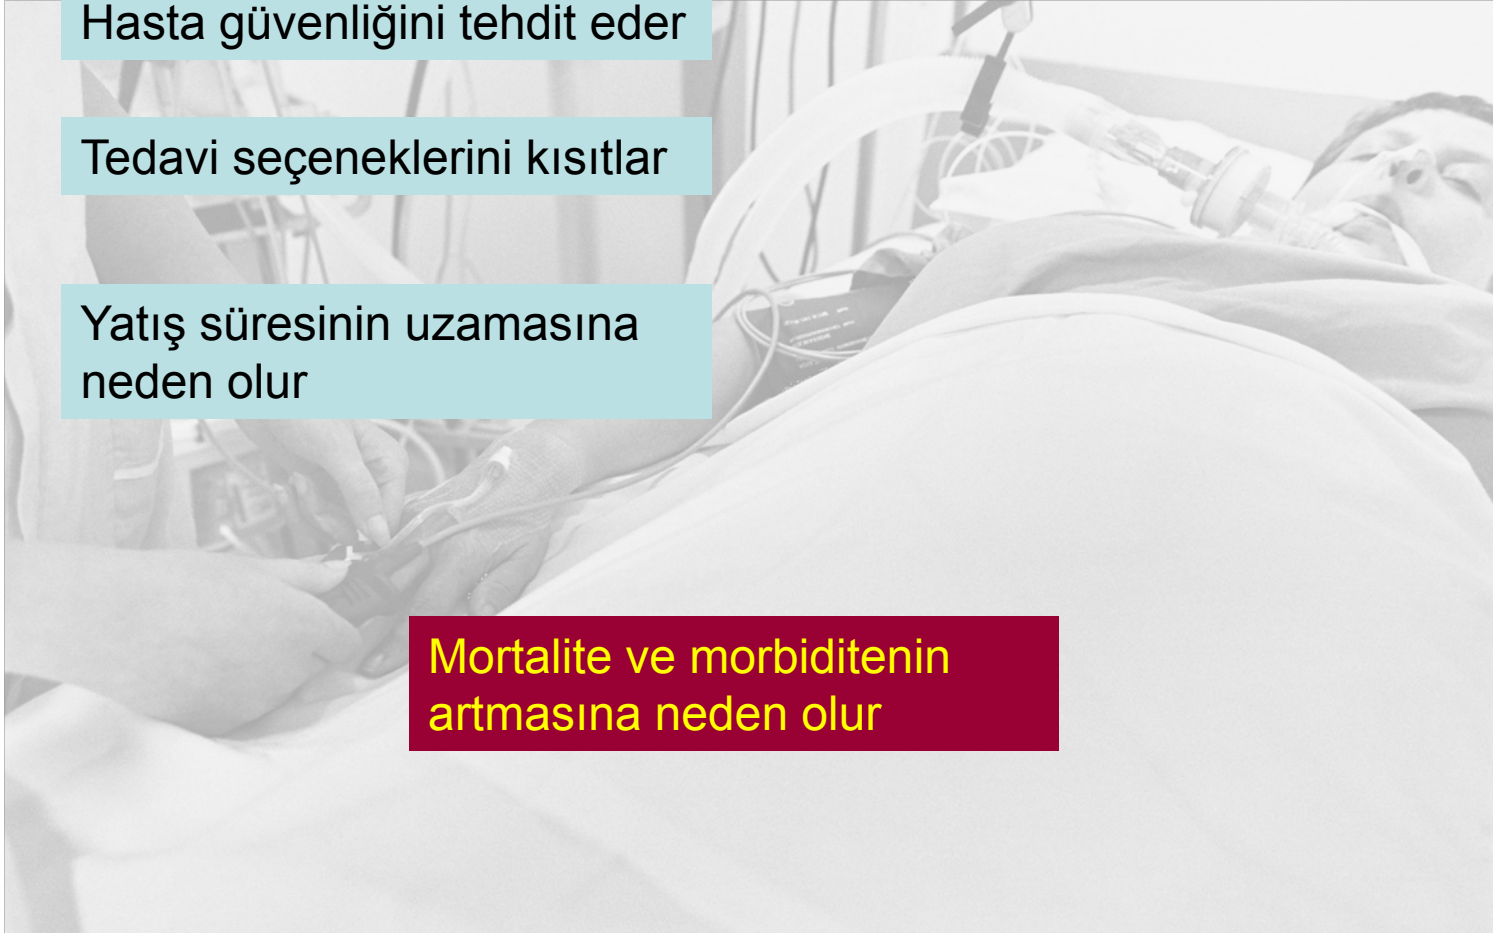 Hasta güvenliğini tehdit eder
Tedavi seçeneklerini kısıtlar
Yatış süresinin uzamasına
neden olur
Mortalite ve morbiditenin
artmasına neden olur